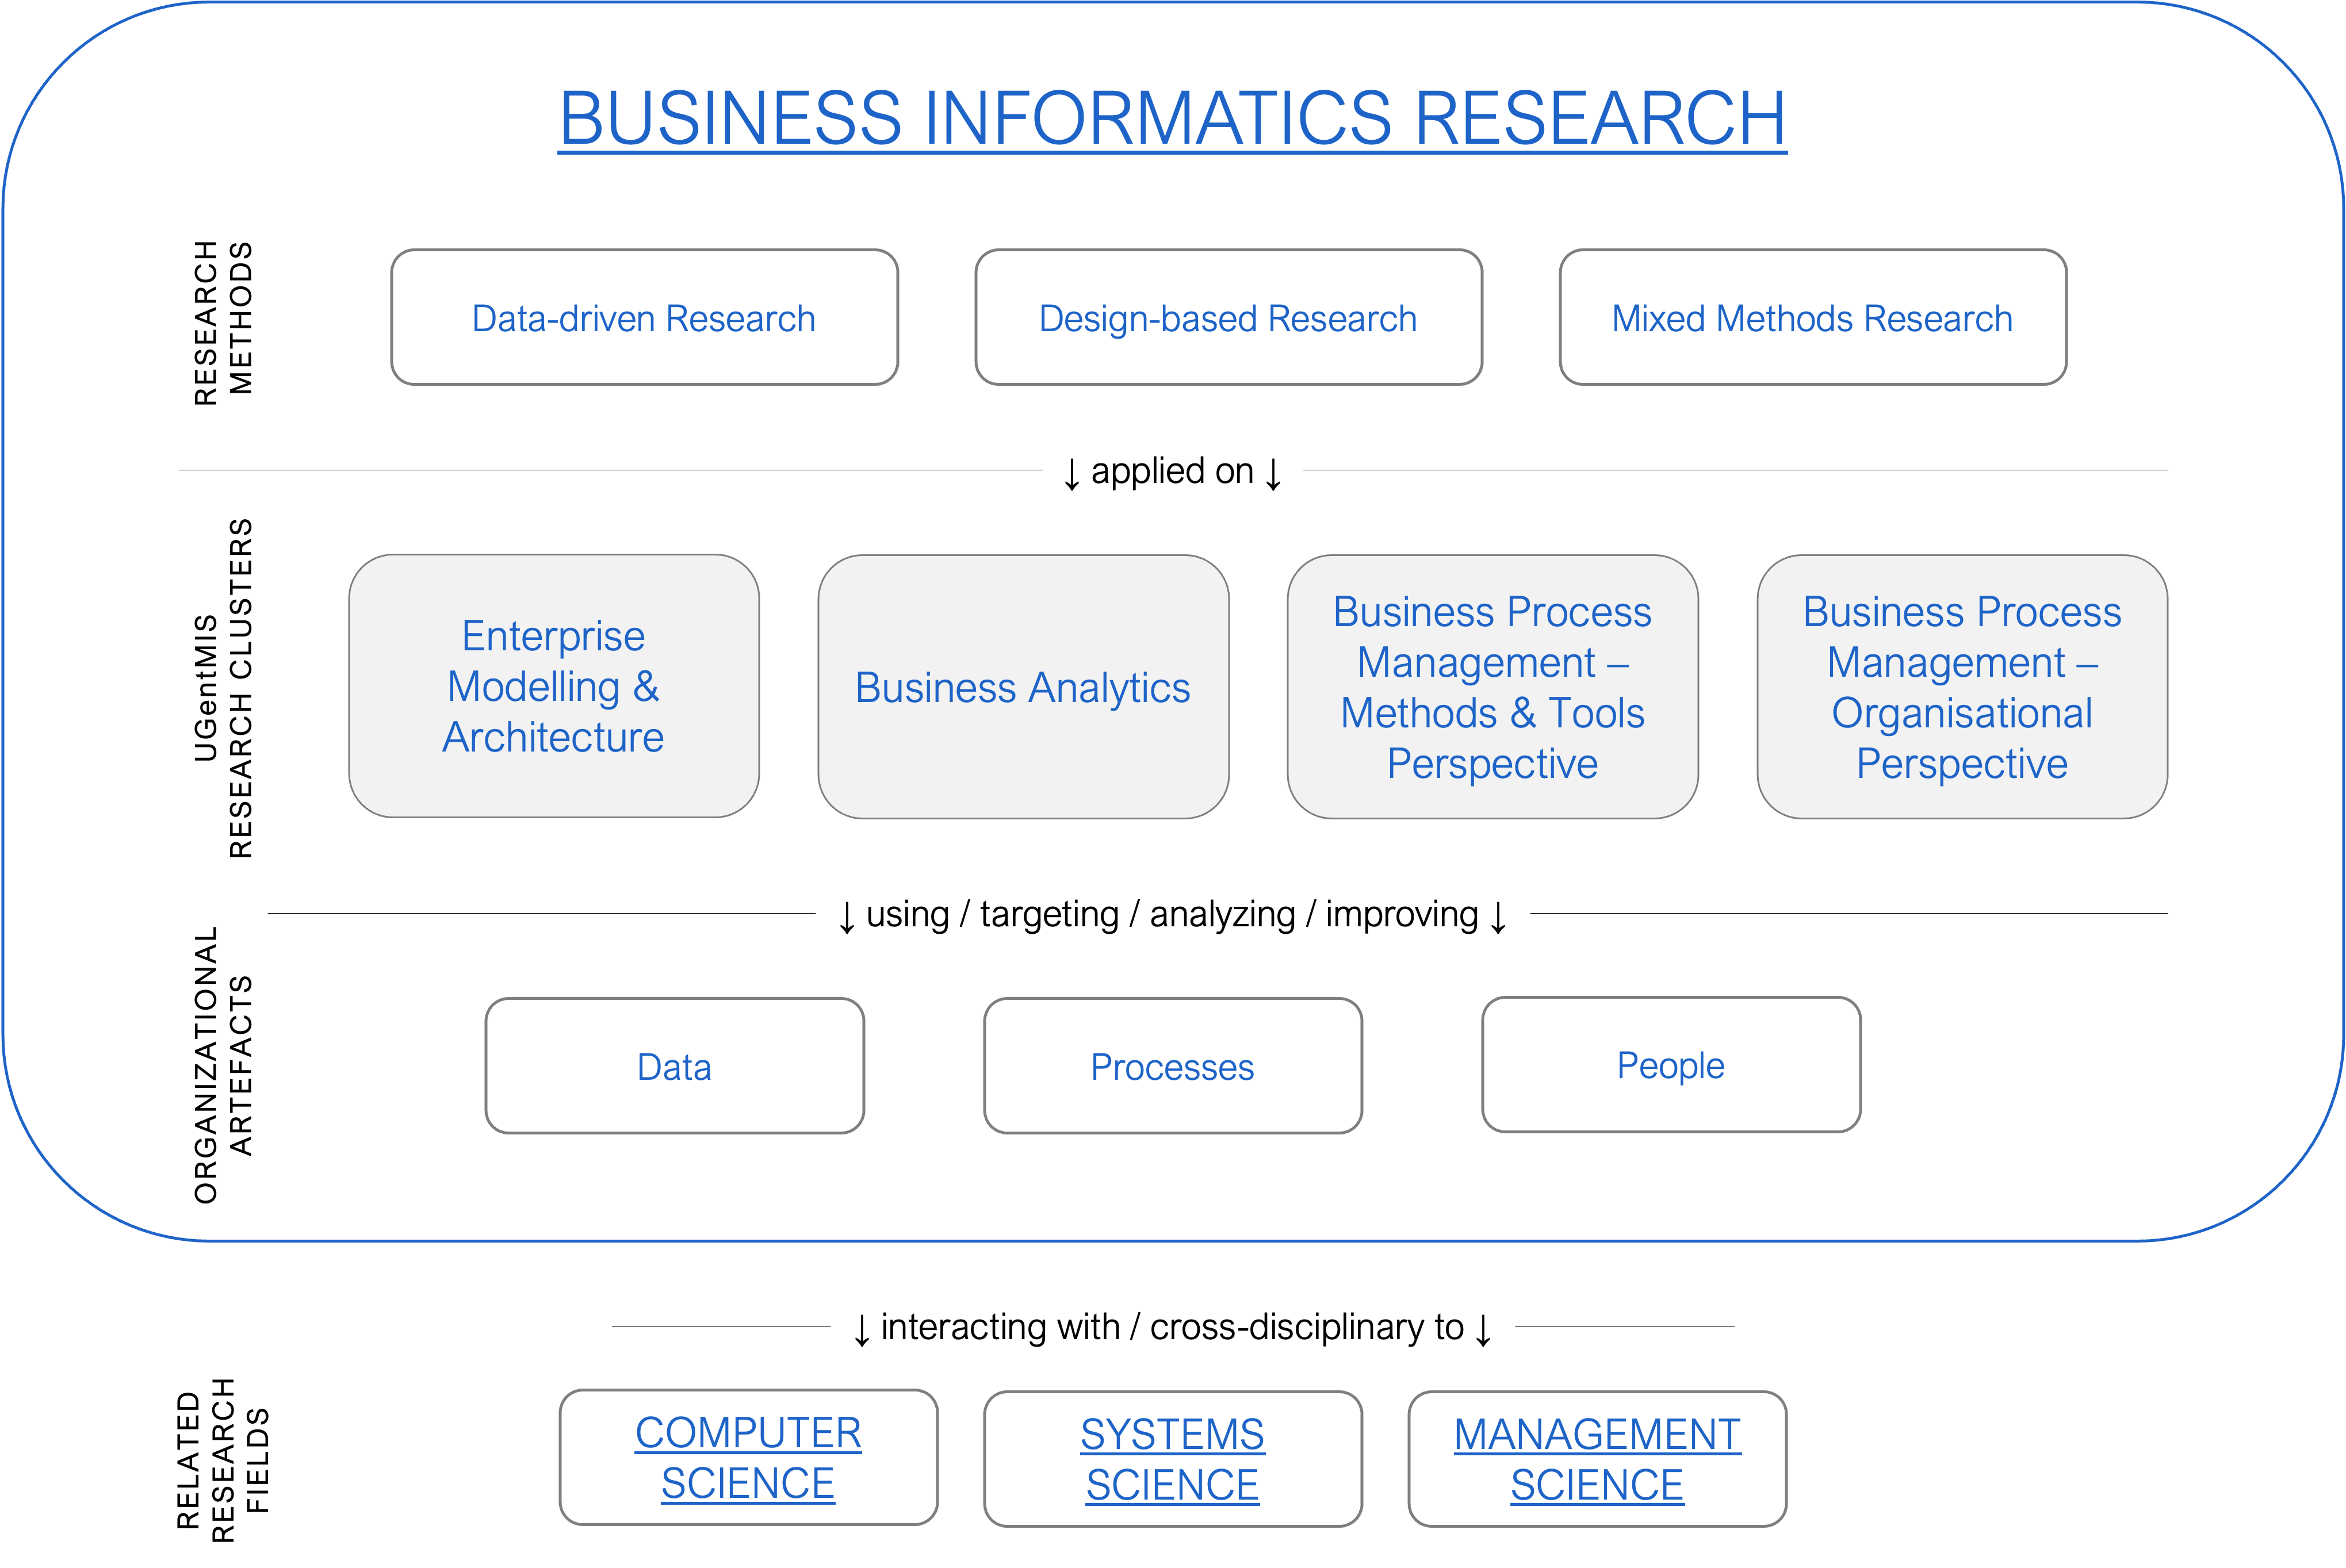 BUSINESS INFORMATICS RESEARCH
RESEARCH
METHODS
Data-driven Research
Design-based Research
Mixed Methods Research
↓ applied on ↓
UGentMIS
RESEARCH CLUSTERS
Enterprise
Modelling &
Architecture
Business Analytics
Business Process
Management –
Methods & Tools
Perspective
Business Process
Management –
Organisational
Perspective
↓ using / targeting / analyzing / improving ↓
ORGANIZATIONAL
ARTEFACTS
Data
Processes
People
↓ interacting with / cross-disciplinary to ↓
RELATED
RESEARCH
FIELDS
COMPUTER
SCIENCE
SYSTEMS
SCIENCE
MANAGEMENT
SCIENCE